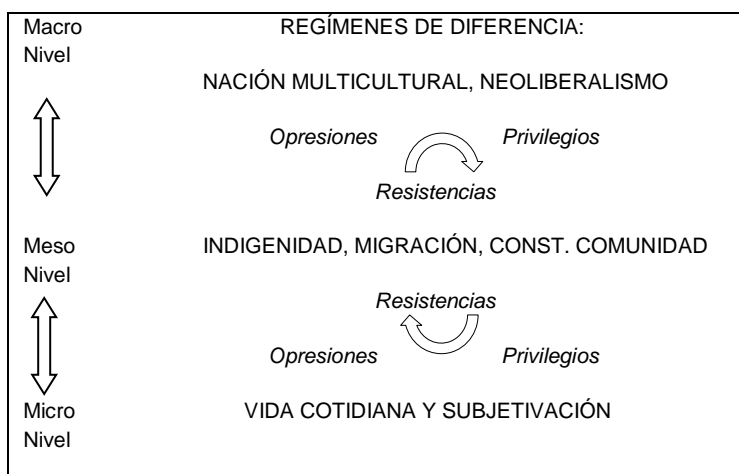 Macro Nivel
REGÍMENES DE DIFERENCIA:
NACIÓN MULTICULTURAL, NEOLIBERALISMO
Opresiones Privilegios
Resistencias
Meso Nivel
INDIGENIDAD, MIGRACIÓN, CONST. COMUNIDAD
Resistencias
Opresiones Privilegios
Micro Nivel
VIDA COTIDIANA Y SUBJETIVACIÓN